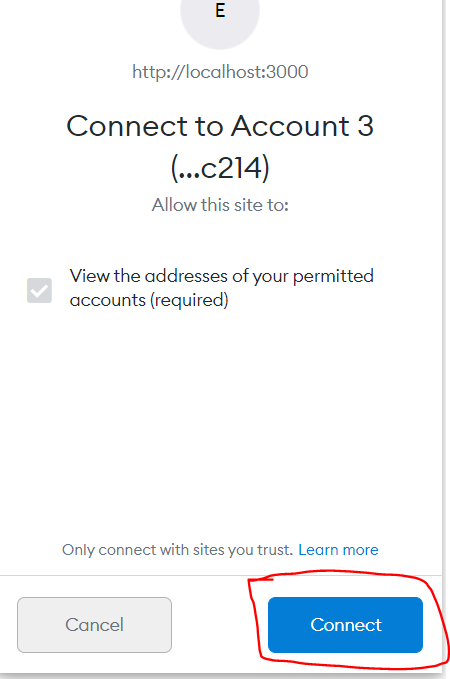 E
http://localhost:3000
Connect to Account 3
(...c214)
Allow this site to:
View the addresses of your permitted
accounts (required)
Only connect with sites you trust. Learn more
Cancel
Connect